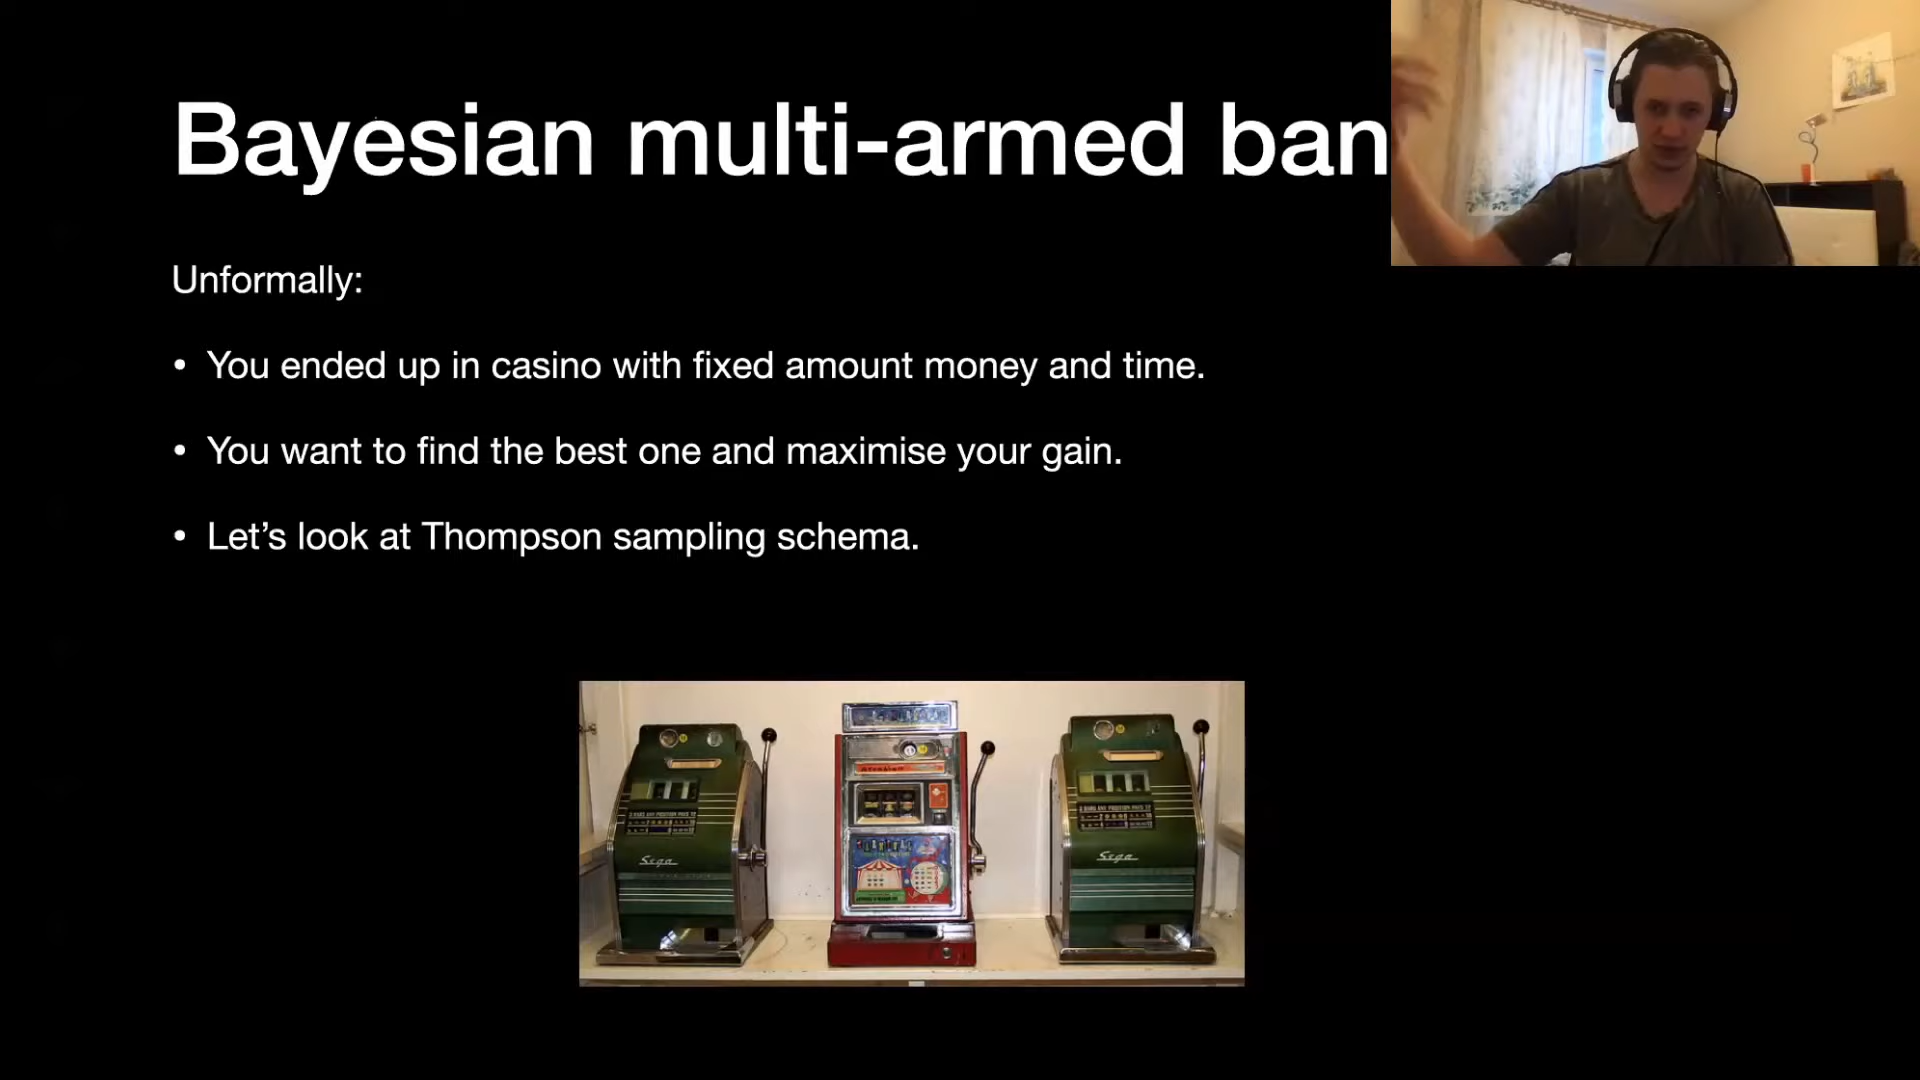 Bayesian multi-armed ban
Unformally:
• You ended up in casino with fixed amount money and time.
• You want to find the best one and maximise your gain.
• Let’s look at Thompson sampling schema.
Sega
Sega